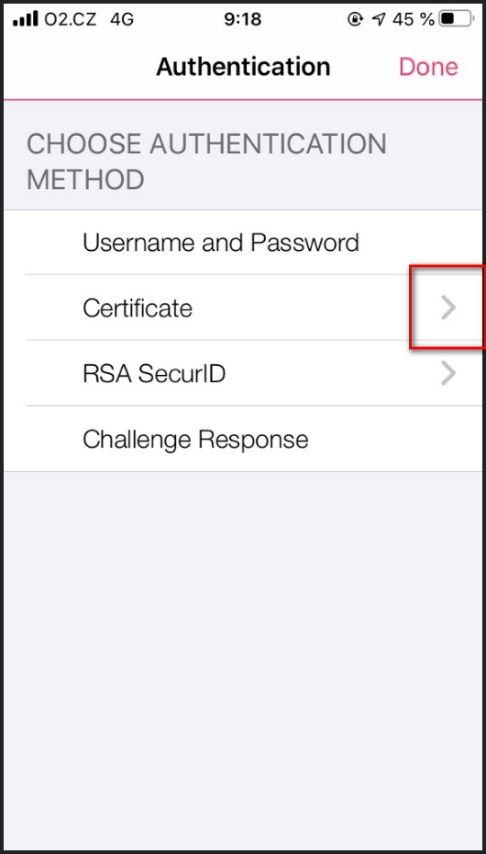 O2.CZ 4G 9:18 45 %
Authentication Done
CHOOSE AUTHENTICATION
METHOD
Username and Password
Certificate
RSA SecurID
Challenge Response